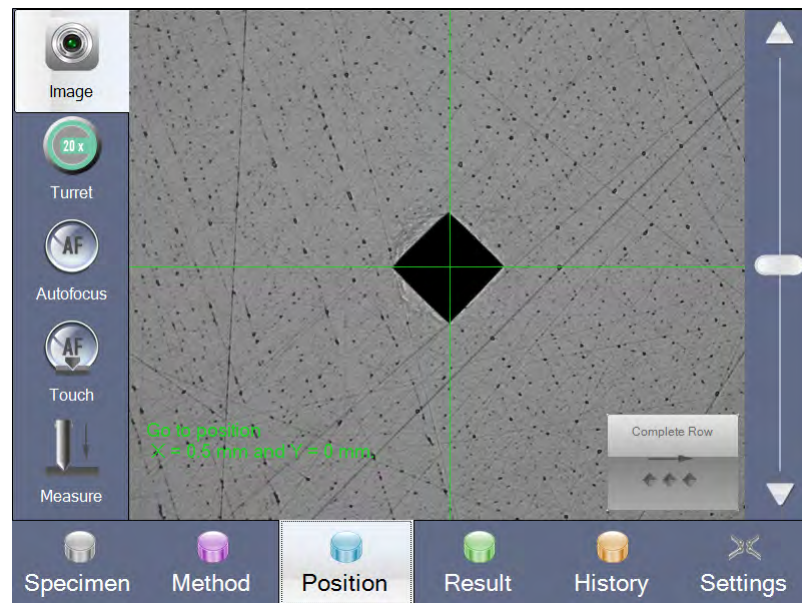 Image
20 x
Turret
AF
Autofocus
AF
Touch
Measure
Go to position
X = 0.5 mm and Y = 0 mm.
Complete Row
Specimen
Method
Position
Result
History
Settings